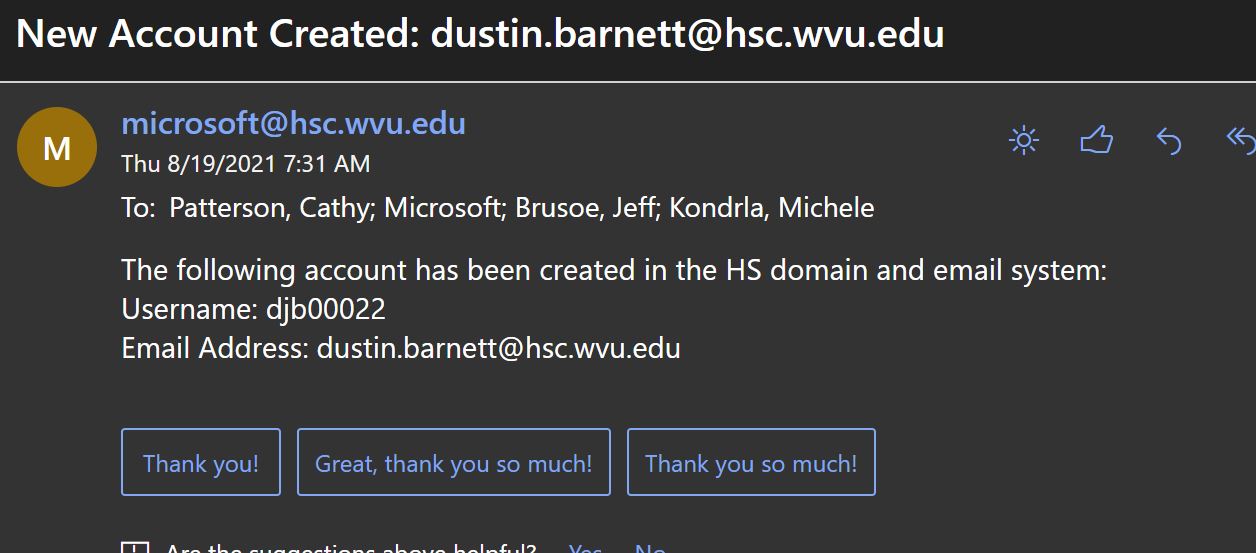 New Account Created: dustin.barnett@hsc.wvu.edu
M
microsoft@hsc.wvu.edu
Thu 8/19/2021 7:31 AM
To: Patterson, Cathy; Microsoft; Brusoe, Jeff; Kondrla, Michele
The following account has been created in the HS domain and email system:
Username: djb00022
Email Address: dustin.barnett@hsc.wvu.edu
Thank you! Great, thank you so much! Thank you so much!
Are the suggestions above helpful? Yes No